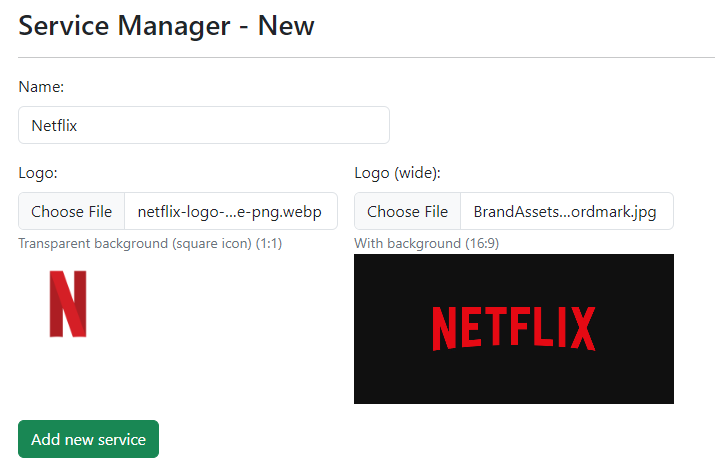 Service Manager - New
Name:
Netflix
Logo:
Logo (wide):
Choose File netflix-logo-...e-png.webp
Choose File BrandAssets...ordmark.jpg
Transparent background (square icon) (1:1)
With background (16:9)
N
NETFLIX
Add new service